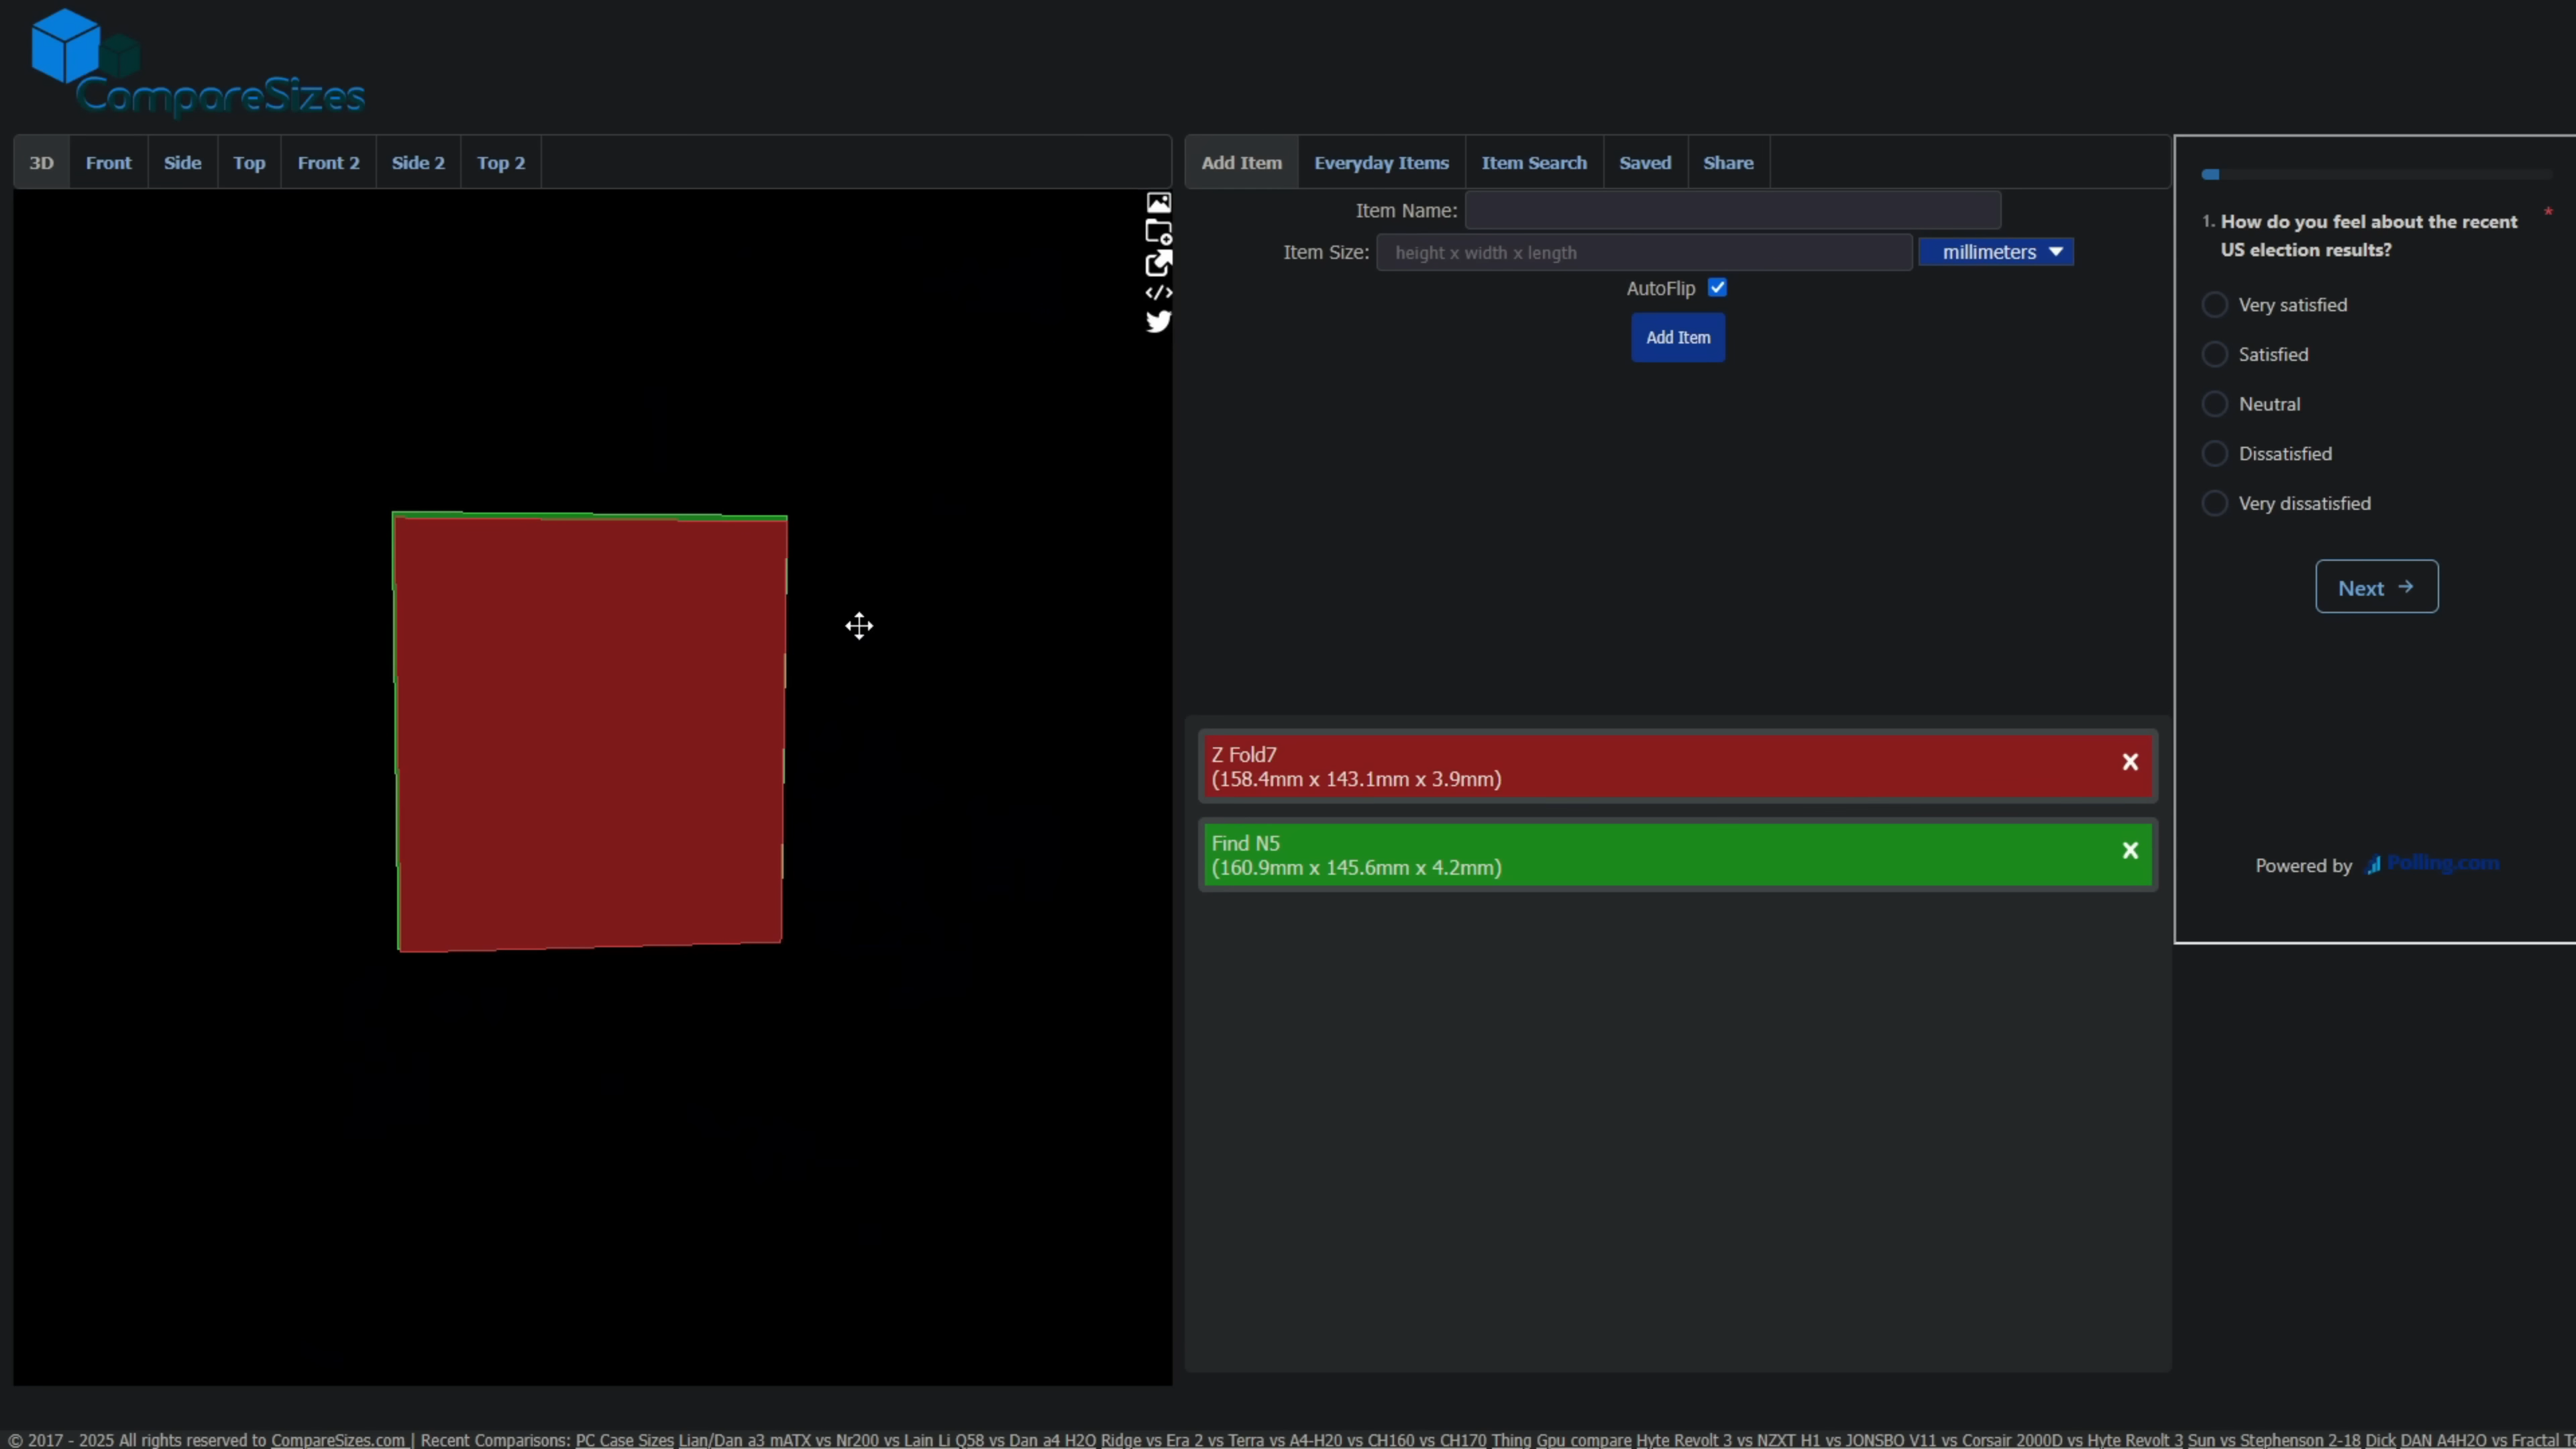 CompareSizes
3D Front Side Top Front 2 Side 2 Top 2
Add Item Everyday Items Item Search Saved Share
Item Name:
Item Size: height x width x length millimeters
AutoFlip
Add Item
Z Fold7
(158.4mm x 143.1mm x 3.9mm)
Find N5
(160.9mm x 145.6mm x 4.2mm)
1. How do you feel about the recent *
US election results?
Very satisfied
Satisfied
Neutral
Dissatisfied
Very dissatisfied
Next →
Powered by Polling.com
© 2017 - 2025 All rights reserved to CompareSizes.com | Recent Comparisons: PC Case Sizes Lian/Dan a3 mATX vs Nr200 vs Lain Li Q58 vs Dan a4 H2O Ridge vs Era 2 vs Terra vs A4-H20 vs CH160 vs CH170 Thing Gpu compare Hyte Revolt 3 vs NZXT H1 vs JONSBO V11 vs Corsair 2000D vs Hyte Revolt 3 Sun vs Stephenson 2-18 Dick DAN A4H2O vs Fractal